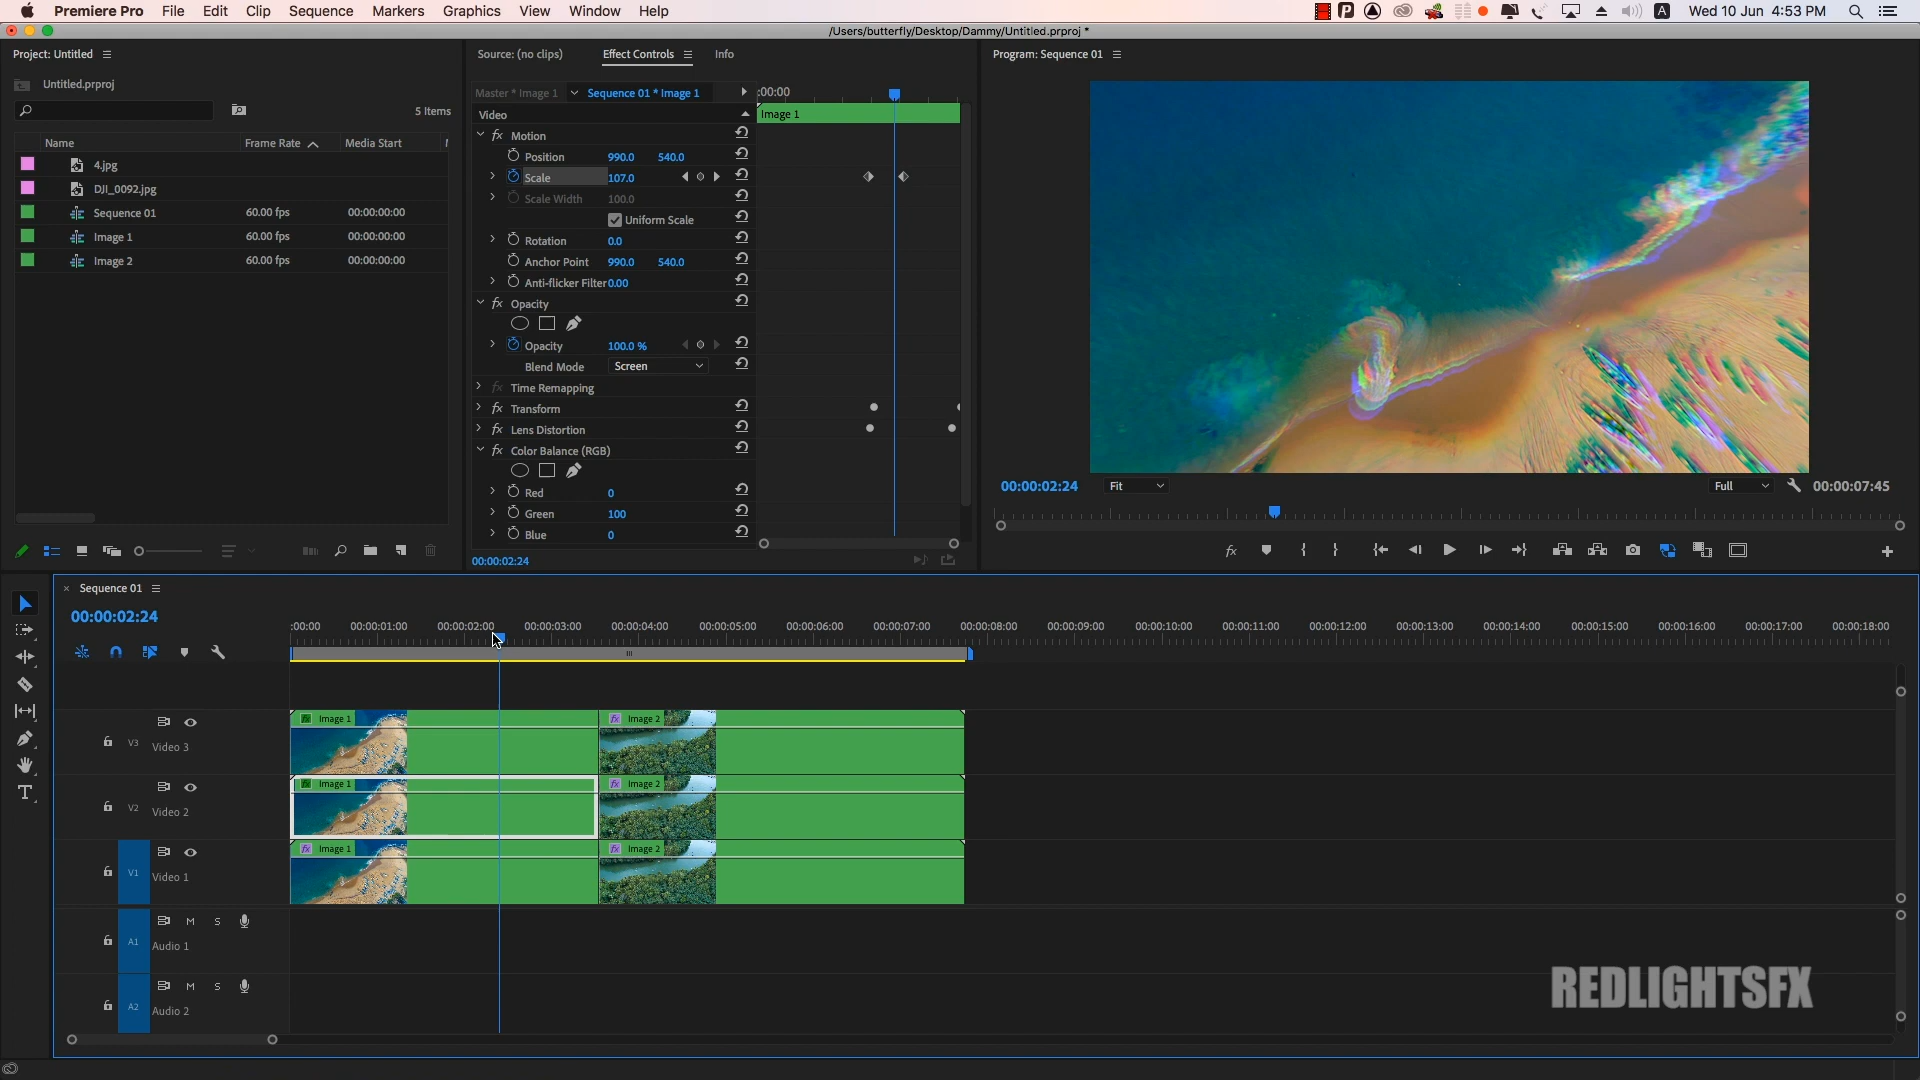 Premiere Pro File Edit Clip Sequence Markers Graphics View Window Help
A Wed 10 Jun 4:53 PM
/Users/butterfly/Desktop/Dammy/Untitled.prproj *
Project: Untitled
Untitled.prproj
5 Items
Name Frame Rate Media Start
4.jpg
DJI_0092.jpg
Sequence 01 60.00 fps 00:00:00:00
Image 1 60.00 fps 00:00:00:00
Image 2 60.00 fps 00:00:00:00
Source: (no clips) Effect Controls Info
Master * Image 1 Sequence 01 * Image 1
:00:00
Video
Image 1
fx Motion
Position 990.0 540.0
Scale 107.0
Scale Width 100.0
Uniform Scale
Rotation 0.0
Anchor Point 990.0 540.0
Anti-flicker Filter 0.00
fx Opacity
Opacity 100.0 %
Blend Mode Screen
fx Time Remapping
fx Transform
fx Lens Distortion
fx Color Balance (RGB)
Red 0
Green 100
Blue 0
00:00:02:24
Program: Sequence 01
00:00:02:24 Fit Full 00:00:07:45
fx
× Sequence 01
00:00:02:24
:00:00 00:00:01:00 00:00:02:00 00:00:03:00 00:00:04:00 00:00:05:00 00:00:06:00 00:00:07:00 00:00:08:00 00:00:09:00 00:00:10:00 00:00:11:00 00:00:12:00 00:00:13:00 00:00:14:00 00:00:15:00 00:00:16:00 00:00:17:00 00:00:18:00
fx Image 1 fx Image 2
V3 Video 3
fx Image 1 fx Image 2
V2 Video 2
fx Image 1 fx Image 2
V1 Video 1
M S
A1 Audio 1
M S
A2 Audio 2
T
REDLIGHTSFX